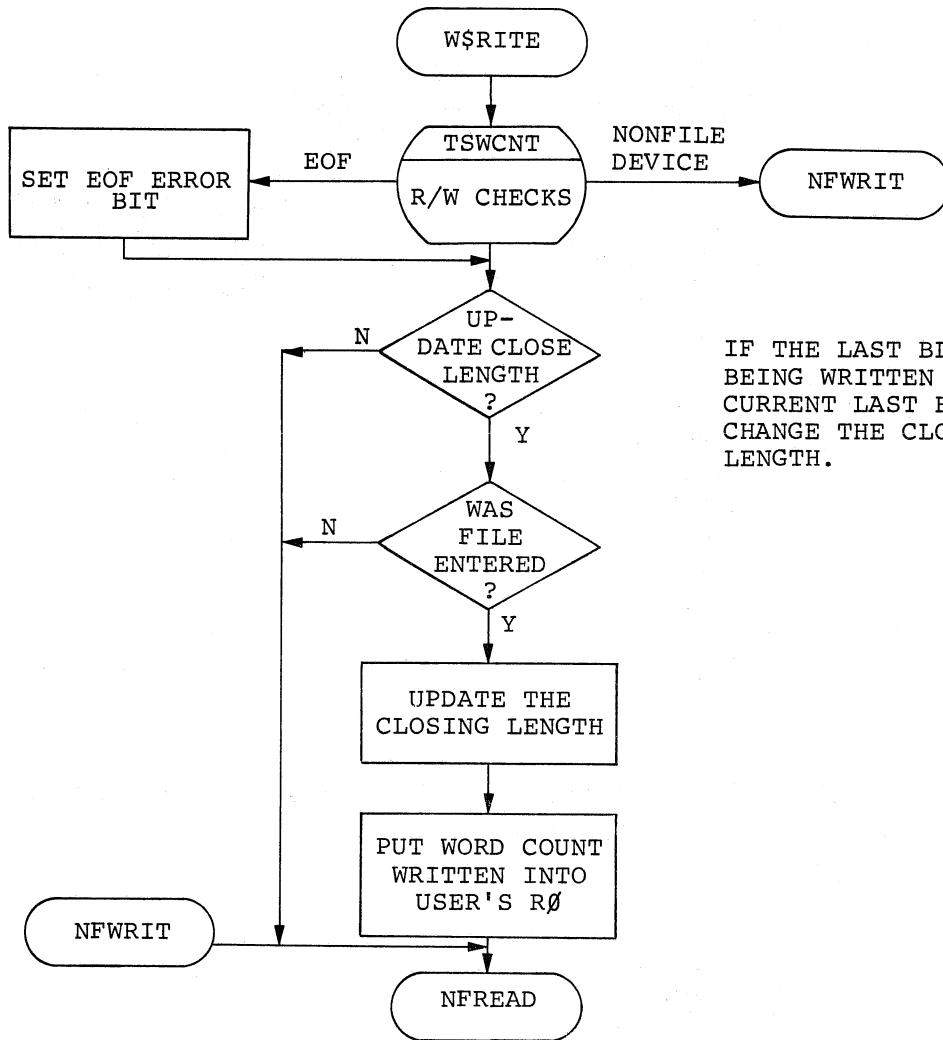 W$RITE
TSWCNT
R/W CHECKS
EOF
NONFILE
DEVICE
SET EOF ERROR
BIT
NFWRIT
UP-
DATE CLOSE
LENGTH
?
N
Y
IF THE LAST
BEING WRITTEN
CURRENT LAST
CHANGE THE
LENGTH.
WAS
FILE
ENTERED
?
N
Y
UPDATE THE
CLOSING LENGTH
PUT WORD COUNT
WRITTEN INTO
USER'S RØ
NFWRIT
NFREAD